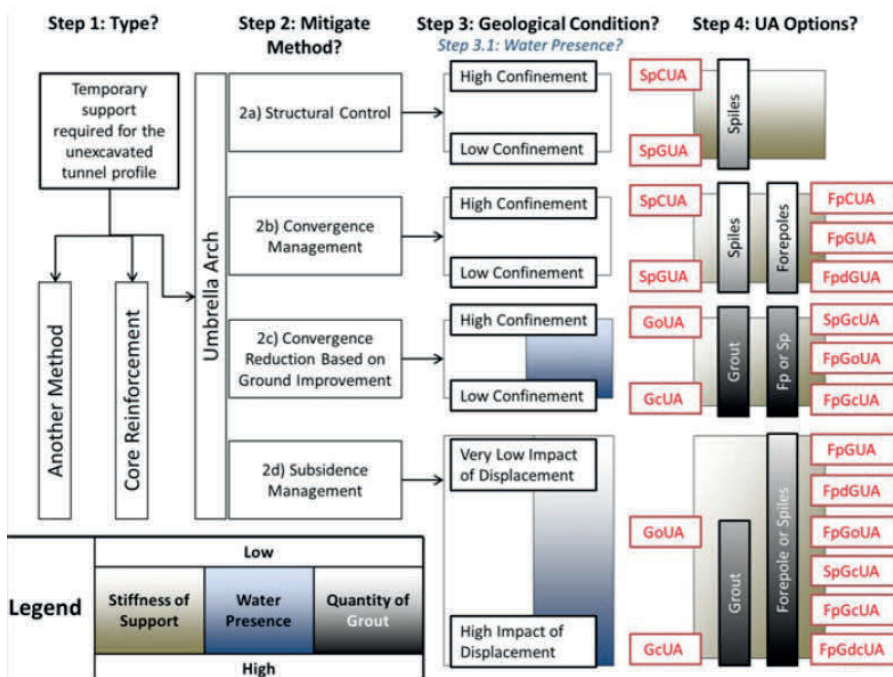 Step 1: Type?
Step 2: Mitigate
Method?
Step 3: Geological Condition?
Step 3.1: Water Presence?
Step 4: UA Options?
Temporary
support
required for the
unexcavated
tunnel profile
Another Method
Core Reinforcement
Umbrella Arch
2a) Structural Control
High Confinement
Low Confinement
SpCUA
SpGUA
Spiles
2b) Convergence
Management
High Confinement
Low Confinement
SpCUA
SpGUA
Spiles
Forepoles
FpCUA
FpGUA
FpdGUA
2c) Convergence
Reduction Based on
Ground Improvement
High Confinement
Low Confinement
GoUA
GcUA
Grout
Fp or Sp
SpGcUA
FpGoUA
FpGcUA
2d) Subsidence
Management
Very Low Impact
of Displacement
High Impact of
Displacement
GoUA
GcUA
Grout
Forepole or Spiles
FpGUA
FpdGUA
FpGoUA
SpGcUA
FpGcUA
FpGdcUA
Legend
Low
Stiffness of
Support
Water
Presence
Quantity of
Grout
High